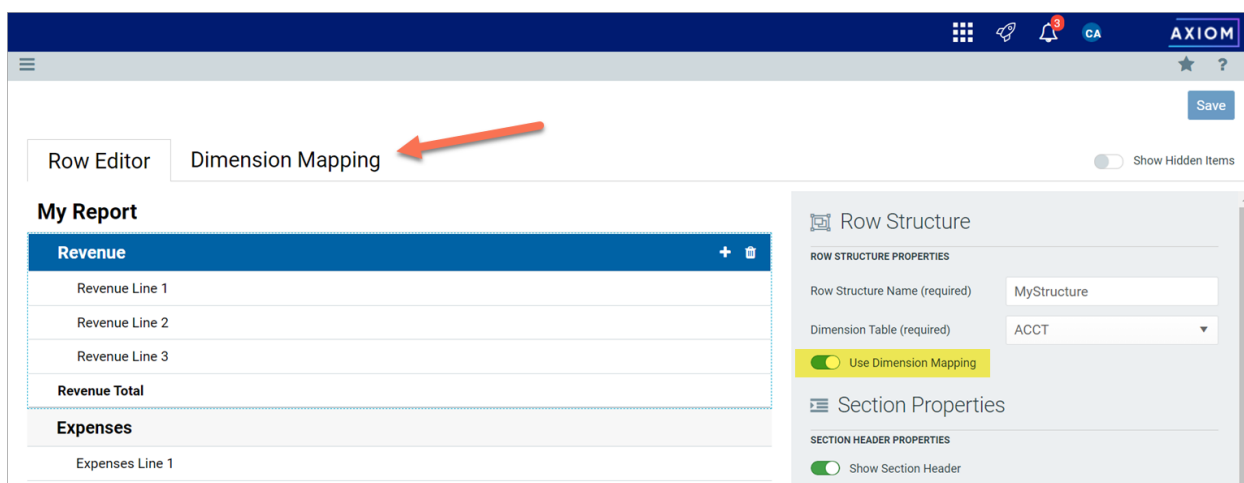 3
CA
AXIOM
?
Save
Row Editor
Dimension Mapping
Show Hidden Items
My Report
Revenue
Revenue Line 1
Revenue Line 2
Revenue Line 3
Revenue Total
Expenses
Expenses Line 1
Row Structure
ROW STRUCTURE PROPERTIES
Row Structure Name (required)
MyStructure
Dimension Table (required)
ACCT
Use Dimension Mapping
Section Properties
SECTION HEADER PROPERTIES
Show Section Header